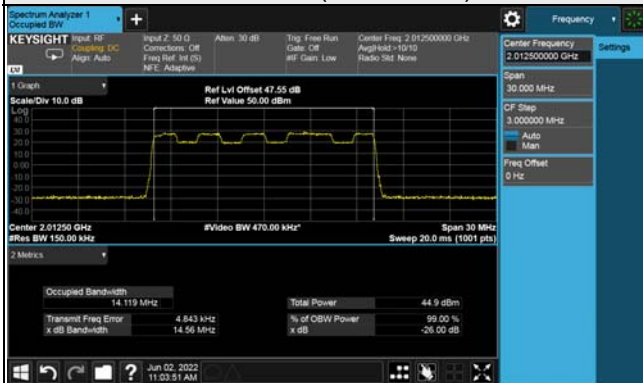 Spectrum Analyzer 1
Occupied BW
Frequency
KEYSIGHT
Input: RF
Coupling: DC
Align: Auto
Input Z: 50 Ω
Corrections: Off
Freq Ref: Int (S)
NFE: Adaptive
Atten: 30 dB
Trig: Free Run
Gate: Off
#IF Gain: Low
Center Freq: 2.012500000 GHz
Avg|Hold:>10/10
Radio Std: None
Center Frequency
2.012500000 GHz
Settings
Span
30.000 MHz
CF Step
3.000000 MHz
Auto
Man
Freq Offset
0 Hz
1 Graph
Scale/Div 10.0 dB
Ref Lvl Offset 47.55 dB
Ref Value 50.00 dBm
Log
40.0
30.0
20.0
10.0
0.00
-10.0
-20.0
-30.0
-40.0
Center 2.01250 GHz
#Res BW 150.00 kHz
#Video BW 470.00 kHz*
Span 30 MHz
Sweep 20.0 ms (1001 pts)
2 Metrics
Occupied Bandwidth
14.119 MHz
Total Power 44.9 dBm
Transmit Freq Error 4.843 kHz
% of OBW Power 99.00 %
x dB Bandwidth 14.56 MHz
x dB -26.00 dB
Jun 02, 2022
11:03:51 AM